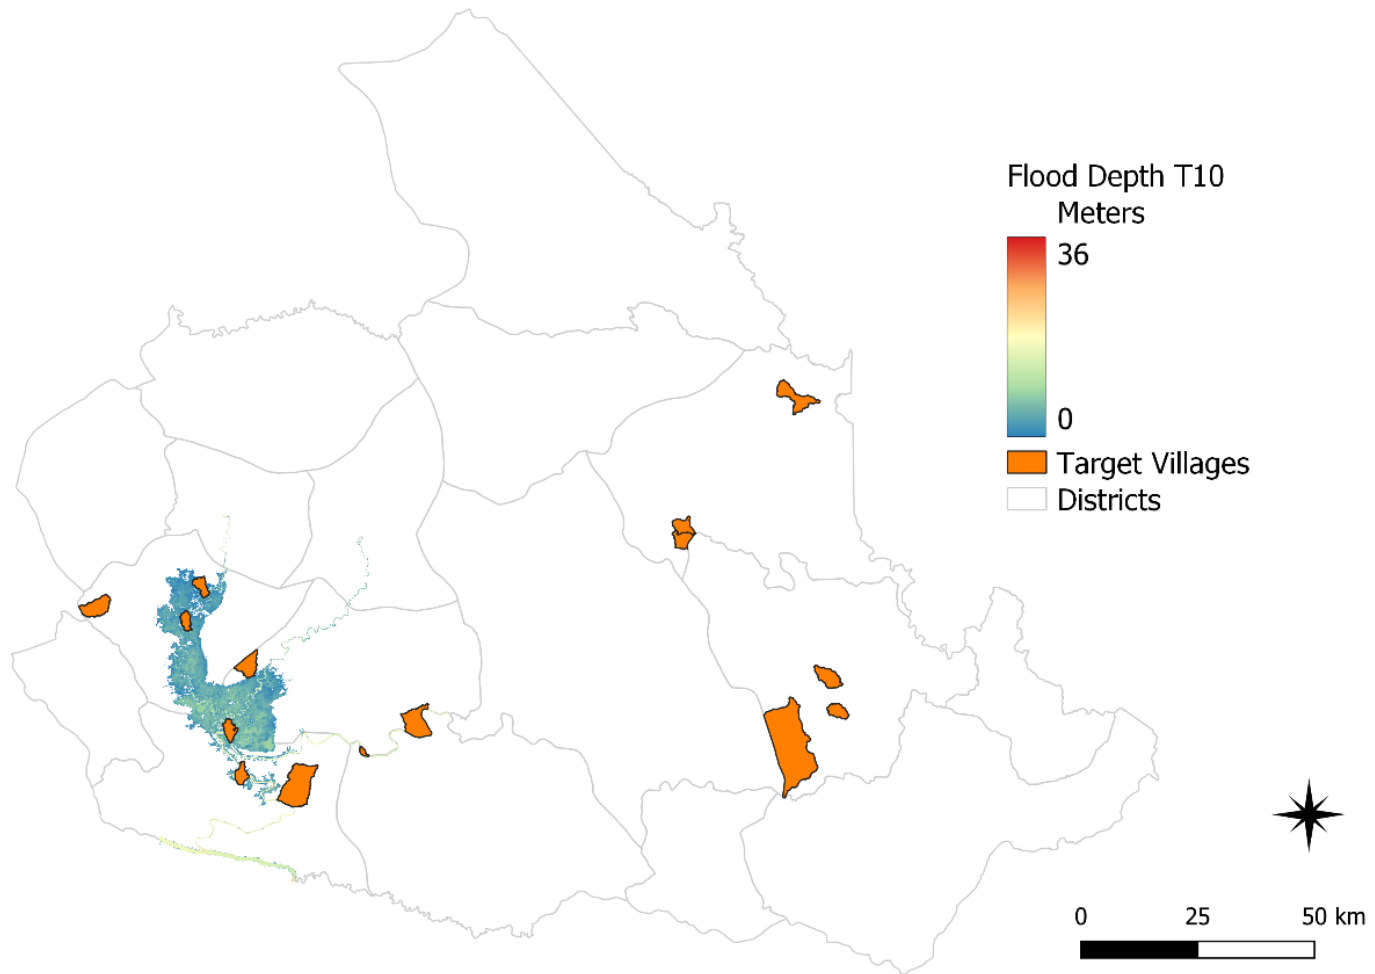 Flood Depth T10
Meters
36
0
Target Villages
Districts
0 25 50 km